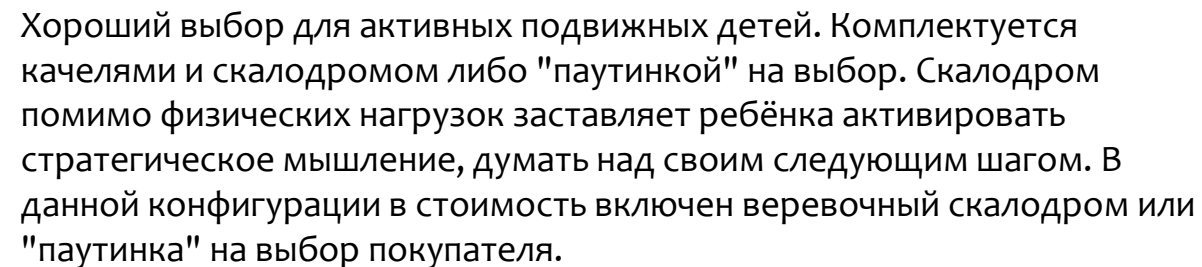 Хороший выбор для активных подвижных детей. Комплектуется
качелями и скалодромом либо "паутинкой" на выбор. Скалодром
помимо физических нагрузок заставляет ребёнка активировать
стратегическое мышление, думать над своим следующим шагом. В
данной конфигурации в стоимость включен веревочный скалодром или
"паутинка" на выбор покупателя.